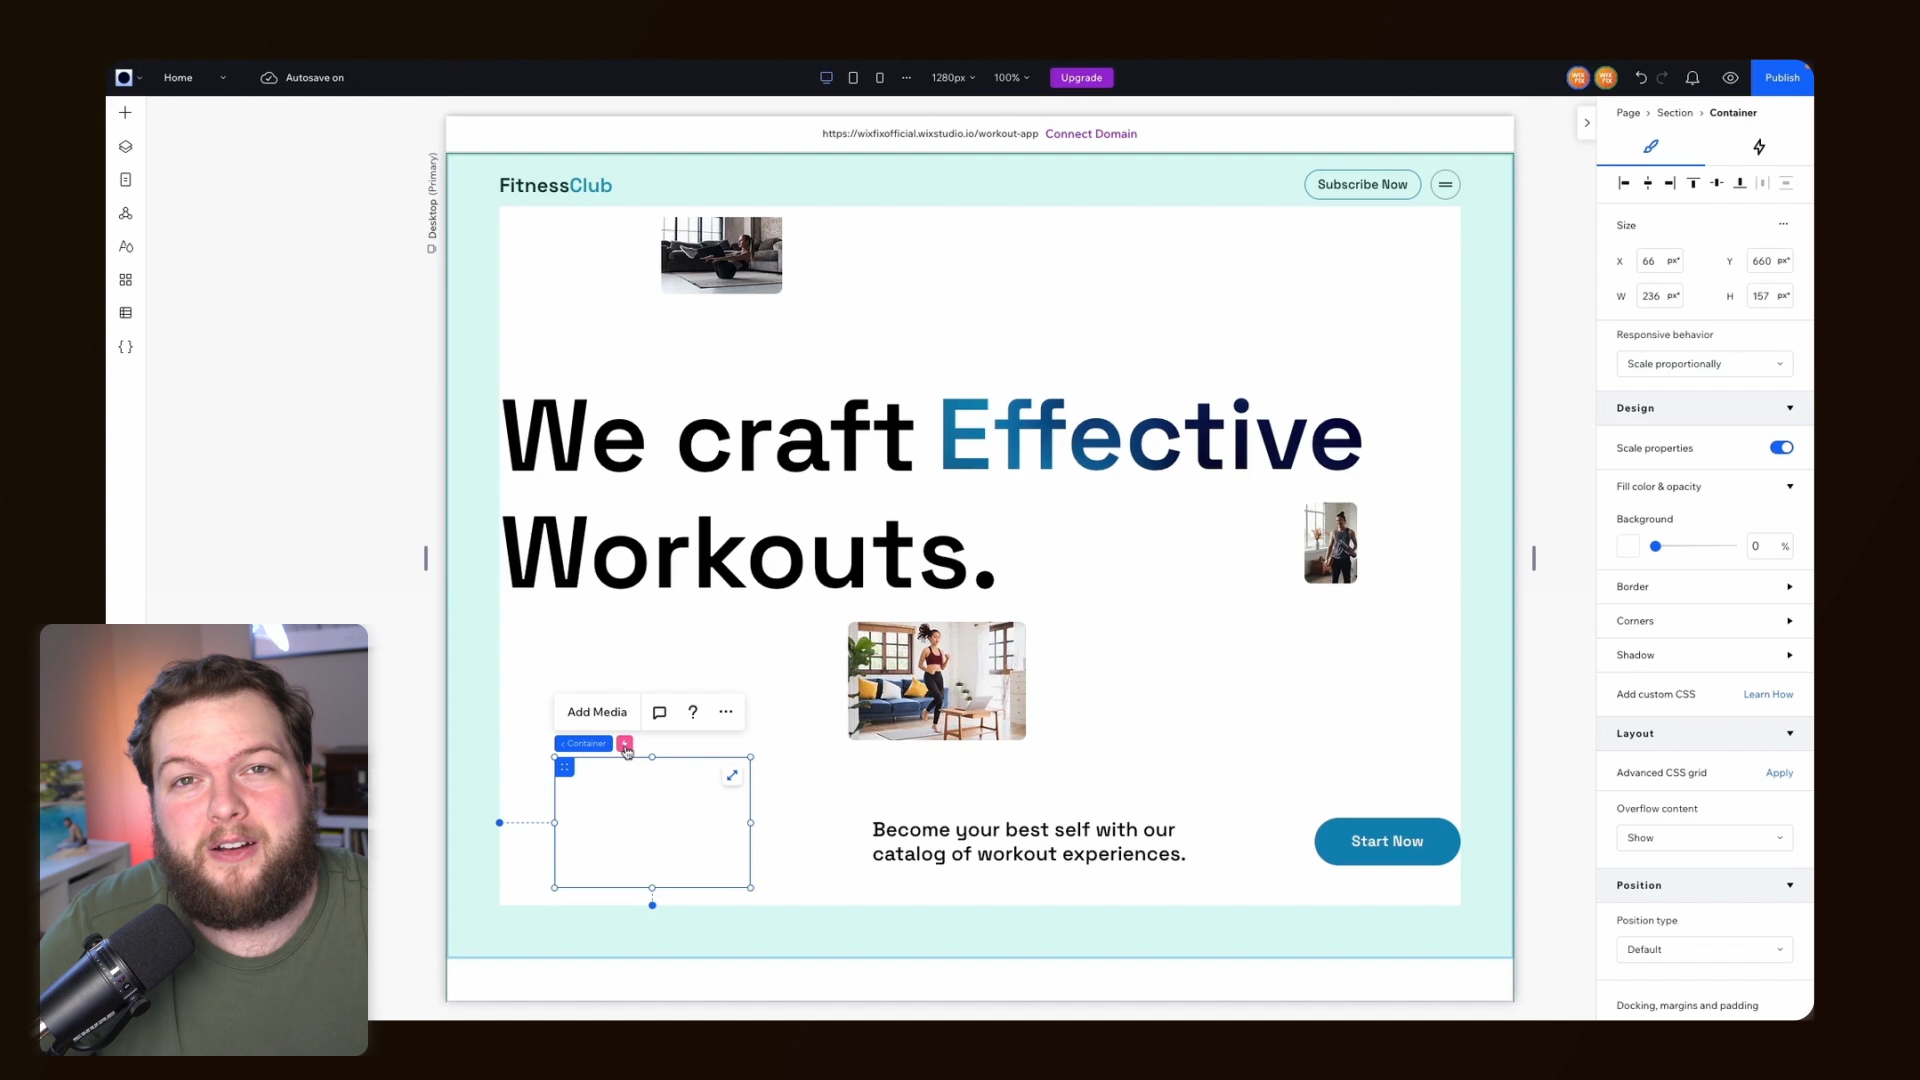 Home
Autosave on
1280px
100%
Upgrade
WIX FIX
WIX FIX
Publish
https://wixfixofficial.wixstudio.io/workout-app Connect Domain
Desktop (Primary)
FitnessClub
Subscribe Now
We craft Effective
Workouts.
Add Media
?
< Container
Become your best self with our
catalog of workout experiences.
Start Now
Page > Section > Container
Size
X 66 px*
Y 660 px*
W 236 px*
H 157 px*
Responsive behavior
Scale proportionally
Design
Scale properties
Fill color & opacity
Background
0 %
Border
Corners
Shadow
Add custom CSS Learn How
Layout
Advanced CSS grid Apply
Overflow content
Show
Position
Position type
Default
Docking, margins and padding